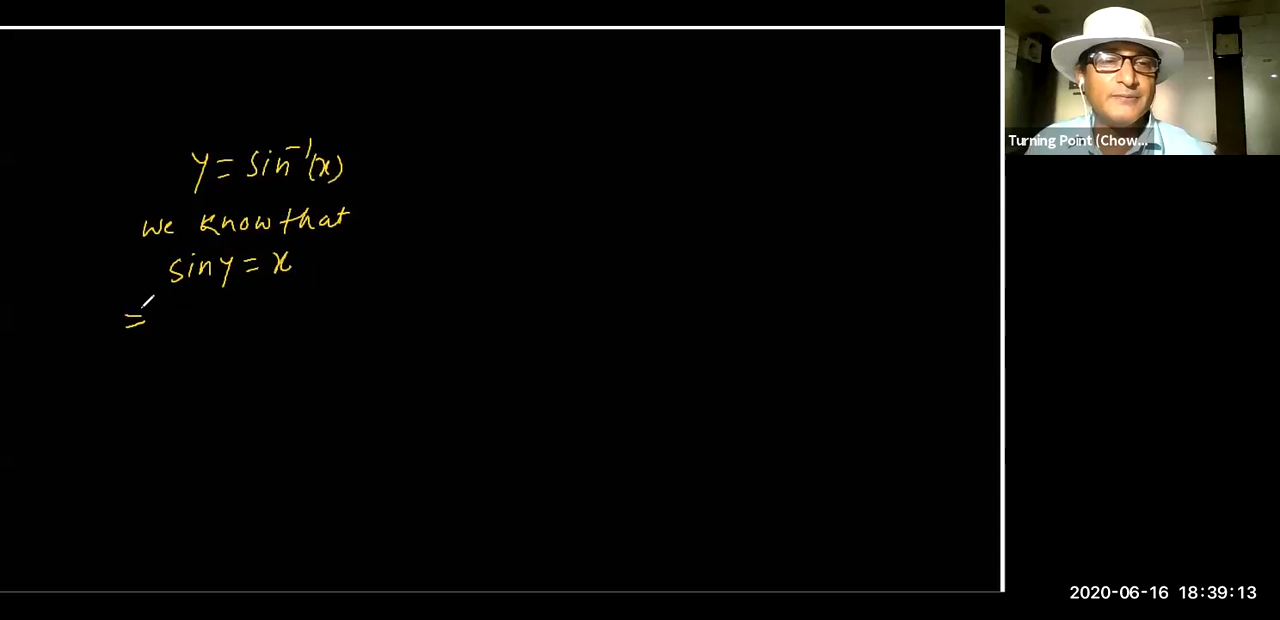 y = sin⁻¹(x)
we know that
sin y = x
=
Turning Point (Chow...
2020-06-16 18:39:13